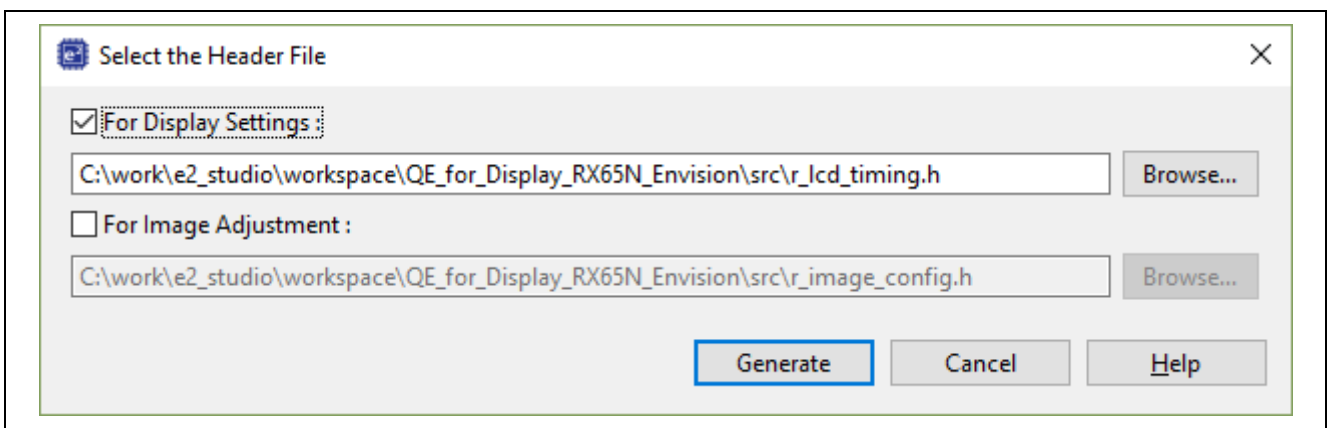 Select the Header File
For Display Settings :
C:\work\e2_studio\workspace\QE_for_Display_RX65N_Envision\src\r_lcd_timing.h Browse...
For Image Adjustment :
C:\work\e2_studio\workspace\QE_for_Display_RX65N_Envision\src\r_image_config.h Browse...
Generate Cancel Help